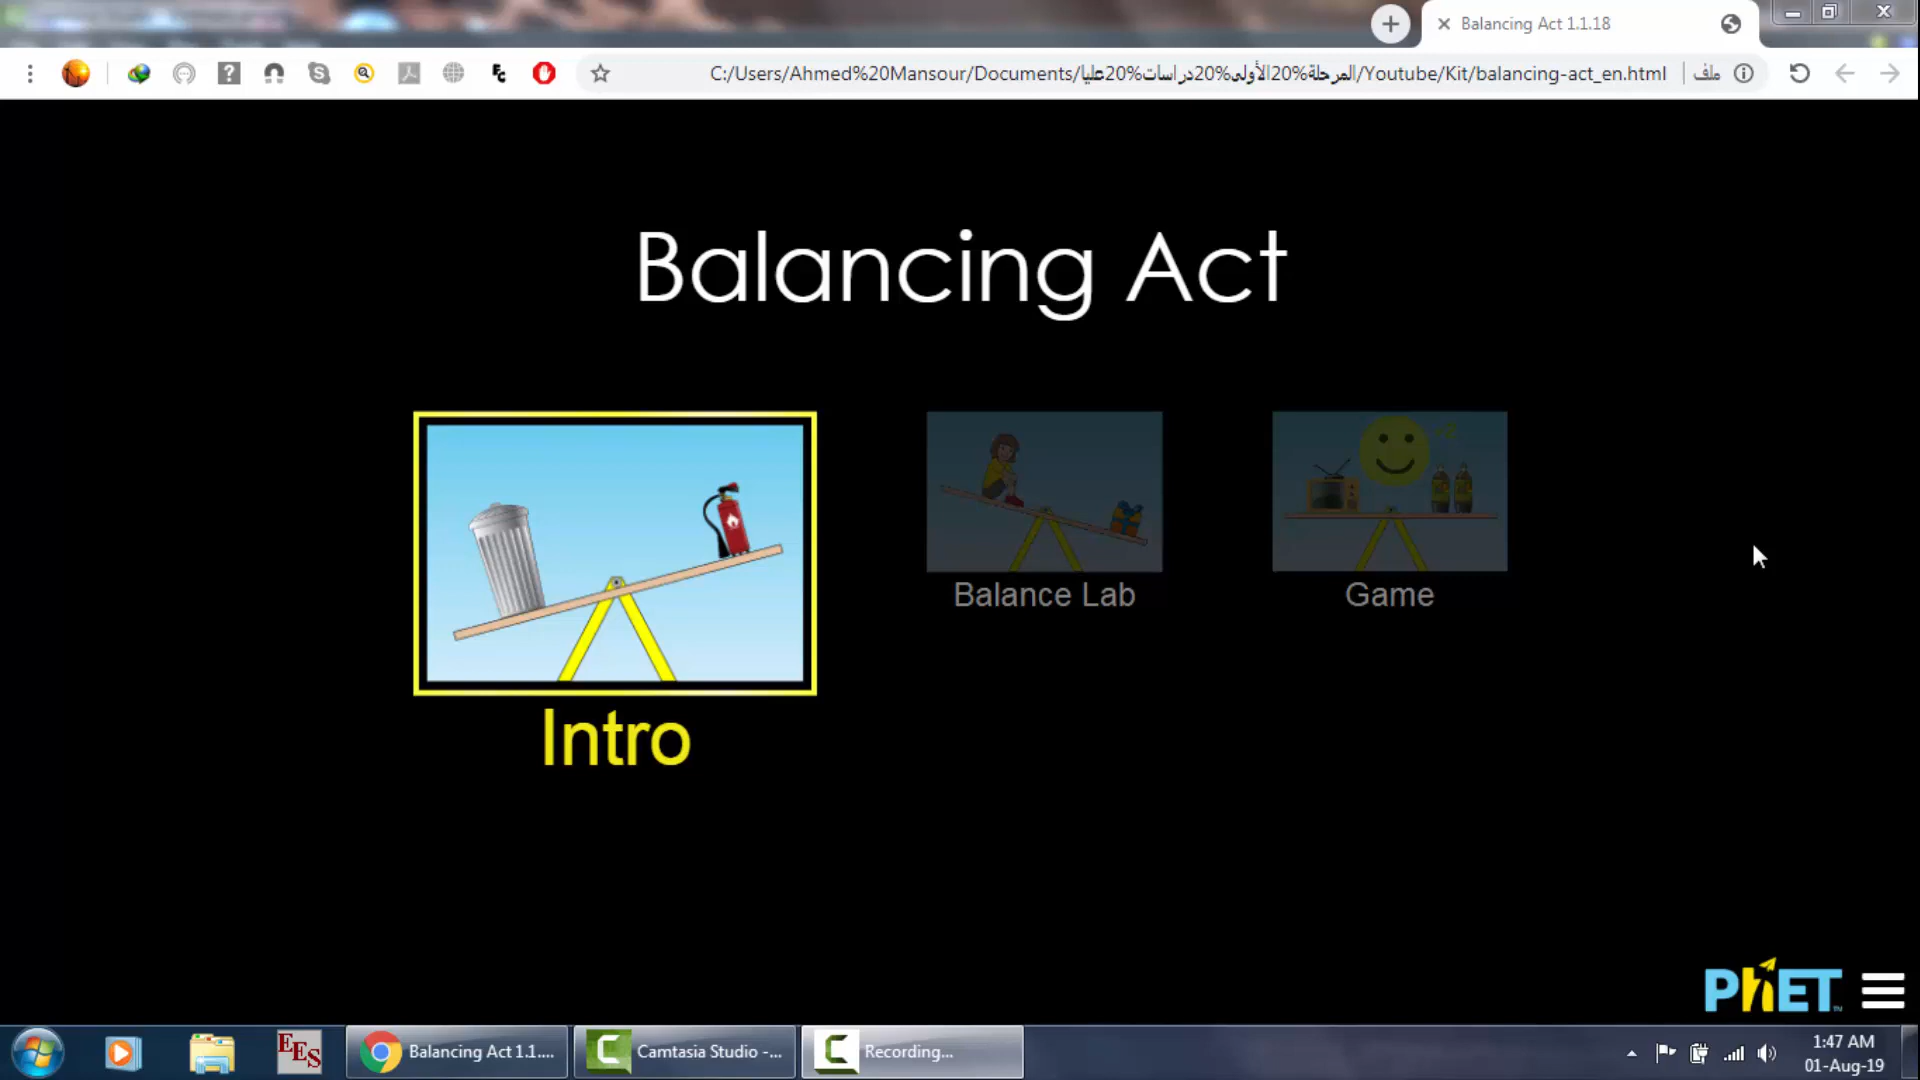 Balancing Act 1.1.18
C:/Users/Ahmed%20Mansour/Documents/المرحلة%20الأولى%20دراسات%20عليا/Youtube/Kit/balancing-act_en.html
ملف
Balancing Act
Intro
Balance Lab
Game
PhET
EES
Balancing Act 1.1....
Camtasia Studio -...
Recording...
1:47 AM
01-Aug-19